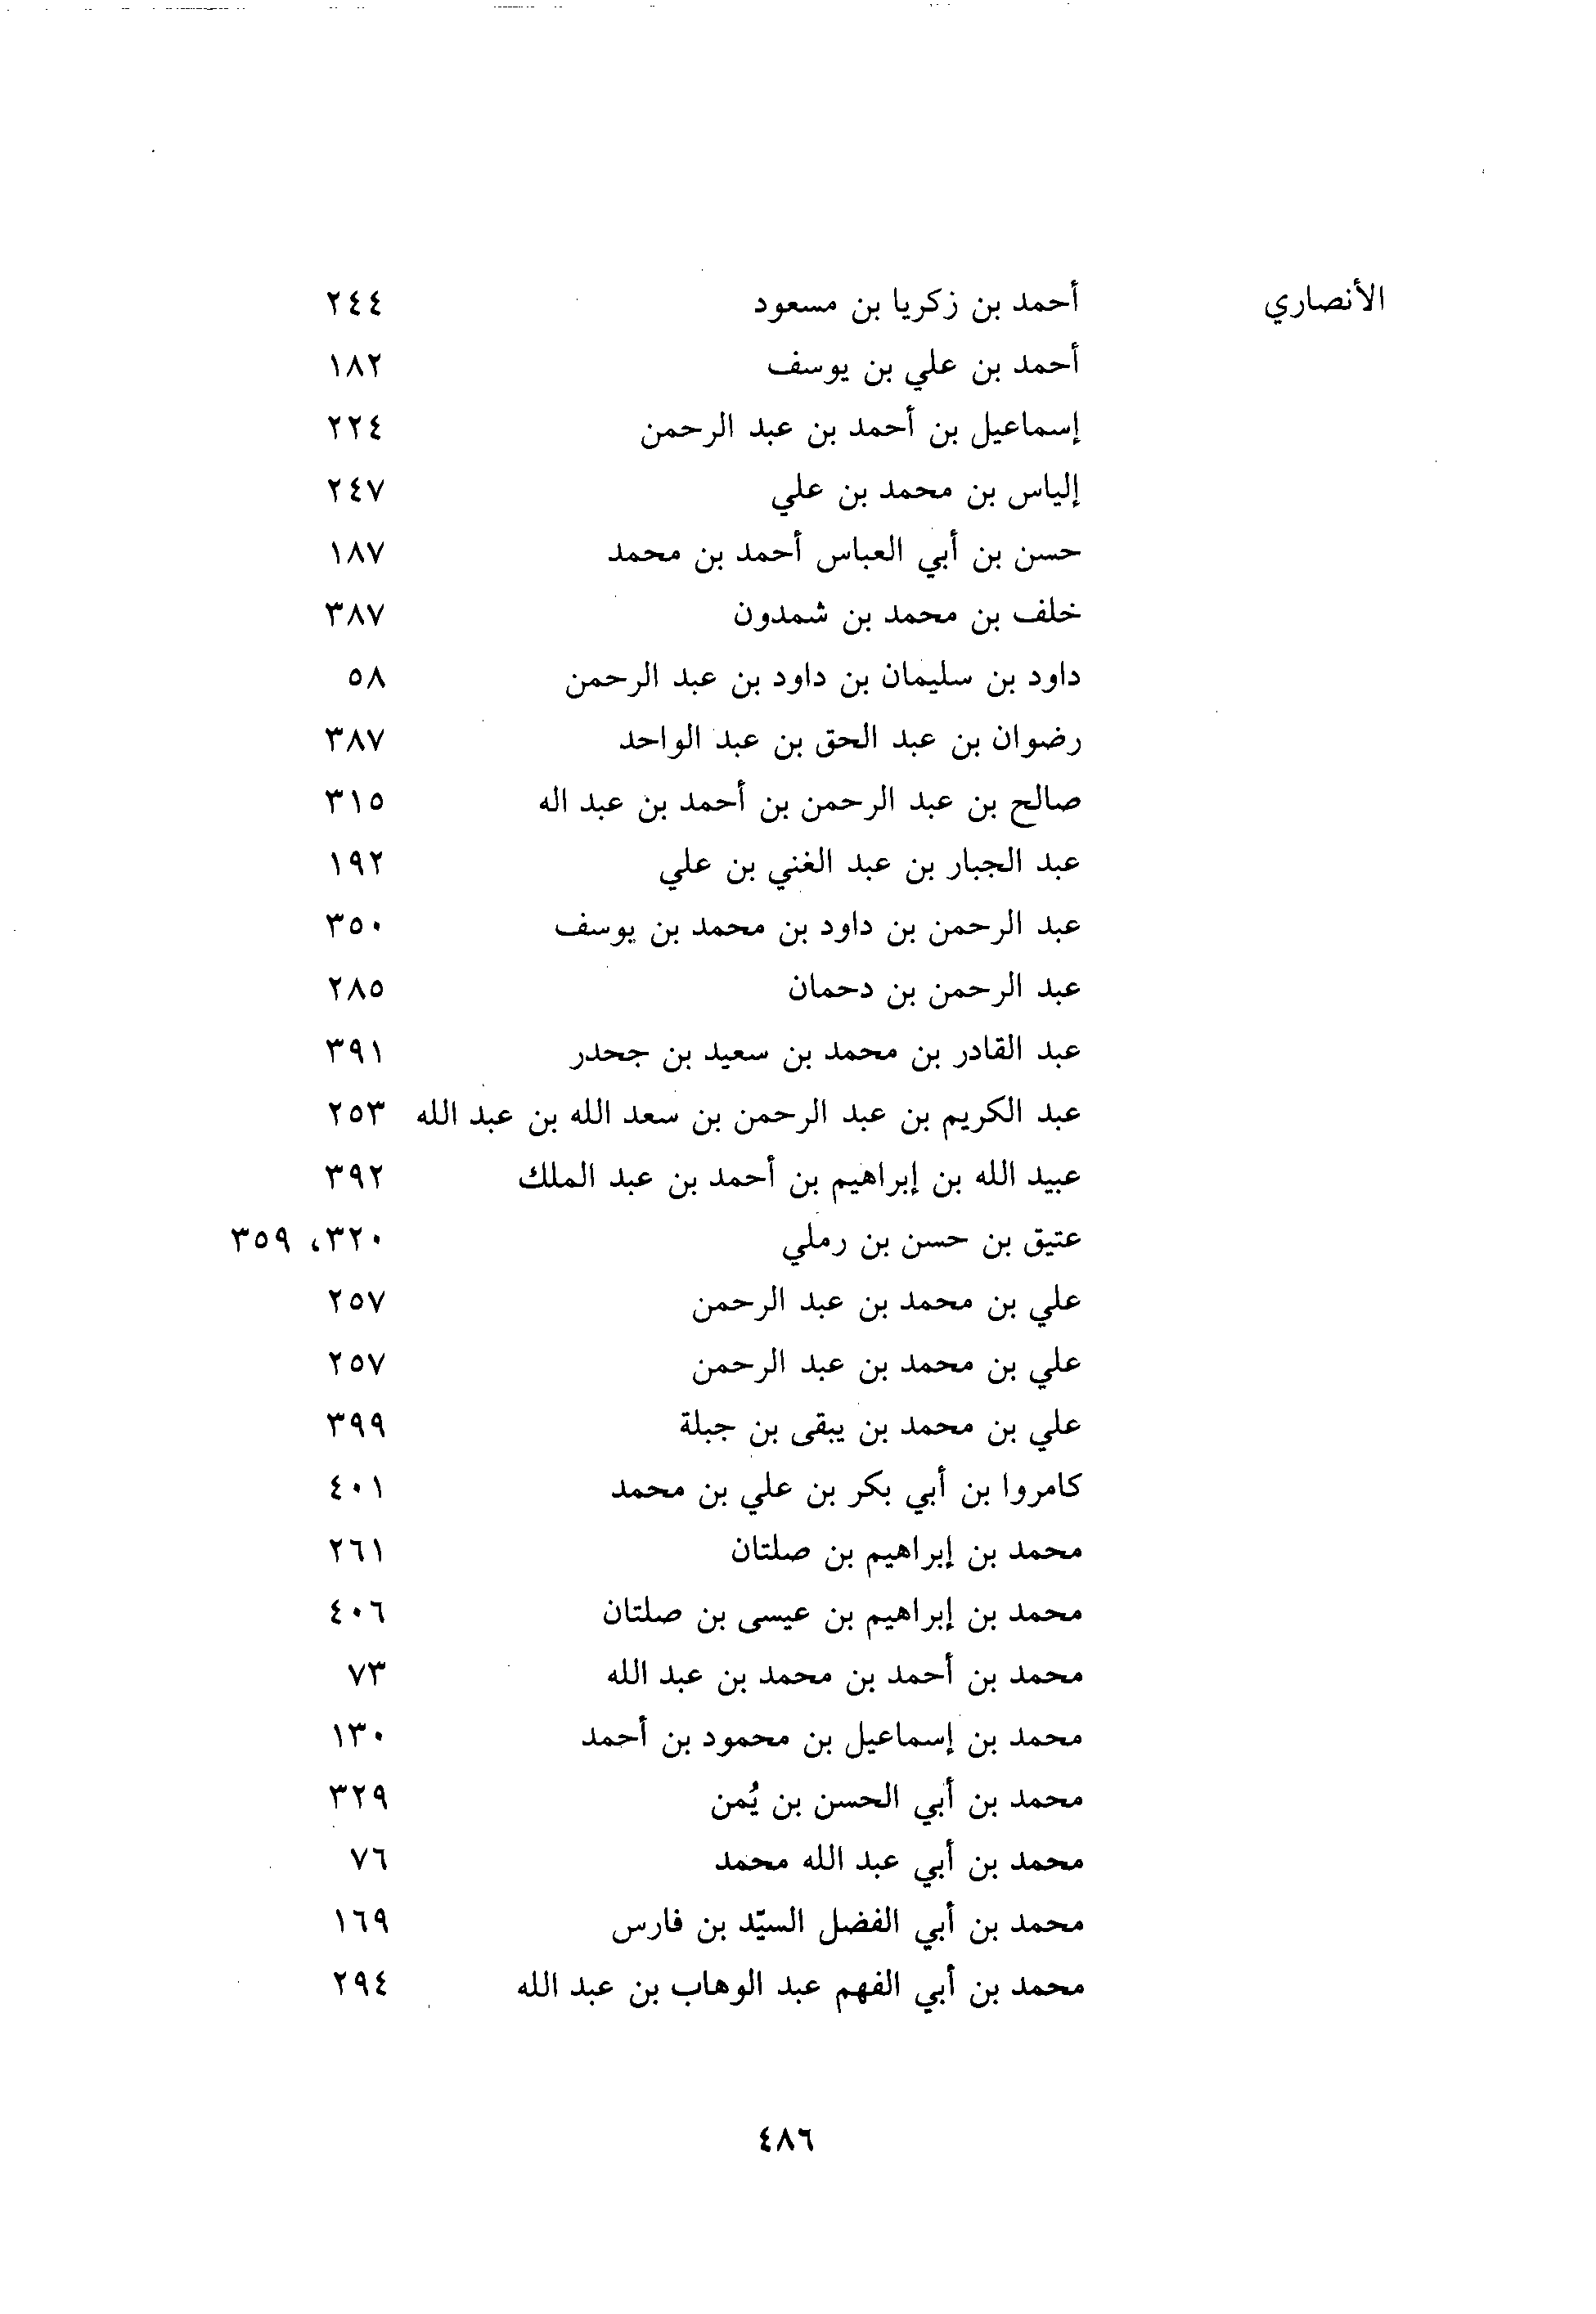 الأنصاري أحمد بن زكريا بن مسعود ٢٤٤
أحمد بن علي بن يوسف ١٨٢
إسماعيل بن أحمد بن عبد الرحمن ٢٢٤
إلياس بن محمد بن علي ٢٤٧
حسن بن أبي العباس أحمد بن محمد ١٨٧
خلف بن محمد بن شمدون ٣٨٧
داود بن سليمان بن داود بن عبد الرحمن ٥٨
رضوان بن عبد الحق بن عبد الواحد ٣٨٧
صالح بن عبد الرحمن بن أحمد بن عبد اله ٣١٥
عبد الجبار بن عبد الغني بن علي ١٩٢
عبد الرحمن بن داود بن محمد بن يوسف ٣٥٠
عبد الرحمن بن دحمان ٢٨٥
عبد القادر بن محمد بن سعيد بن جحدر ٣٩١
عبد الكريم بن عبد الرحمن بن سعد الله بن عبد الله ٢٥٣
عبيد الله بن إبراهيم بن أحمد بن عبد الملك ٣٩٢
عتيق بن حسن بن رملي ٣٢٠، ٣٥٩
علي بن محمد بن عبد الرحمن ٢٥٧
علي بن محمد بن عبد الرحمن ٢٥٧
علي بن محمد بن يبقى بن جبلة ٣٩٩
كامروا بن أبي بكر بن علي بن محمد ٤٠١
محمد بن إبراهيم بن صلتان ٢٦١
محمد بن إبراهيم بن عيسى بن صلتان ٤٠٦
محمد بن أحمد بن محمد بن عبد الله ٧٣
محمد بن إسماعيل بن محمود بن أحمد ١٣٠
محمد بن أبي الحسن بن يُمن ٣٢٩
محمد بن أبي عبد الله محمد ٧٦
محمد بن أبي الفضل السيّد بن فارس ١٦٩
محمد بن أبي الفهم عبد الوهاب بن عبد الله ٢٩٤
٤٨٦